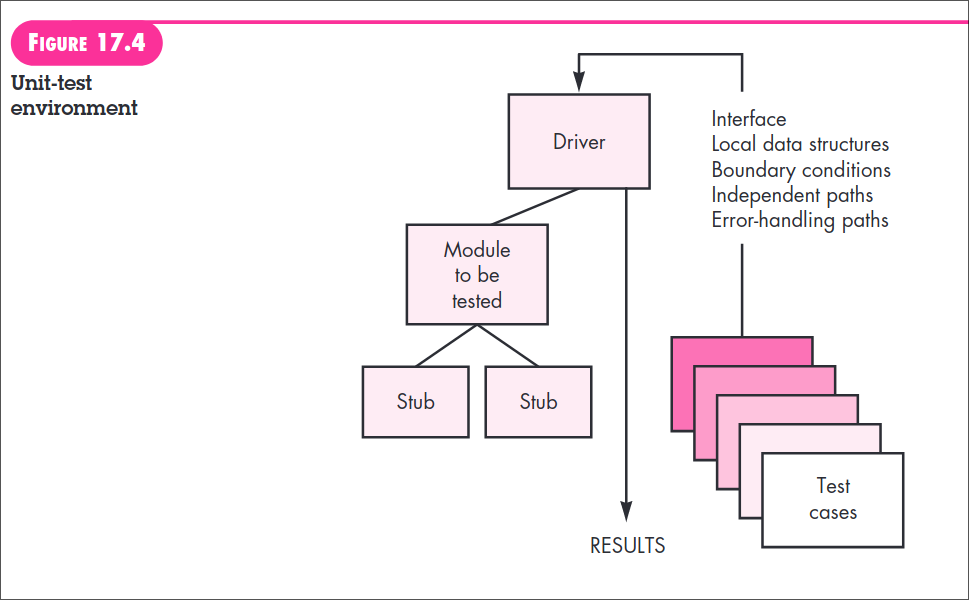 FIGURE 17.4
Unit-test
environment
Driver
Interface
Local data structures
Boundary conditions
Independent paths
Error-handling paths
Module
to be
tested
Stub
Stub
Test
cases
RESULTS